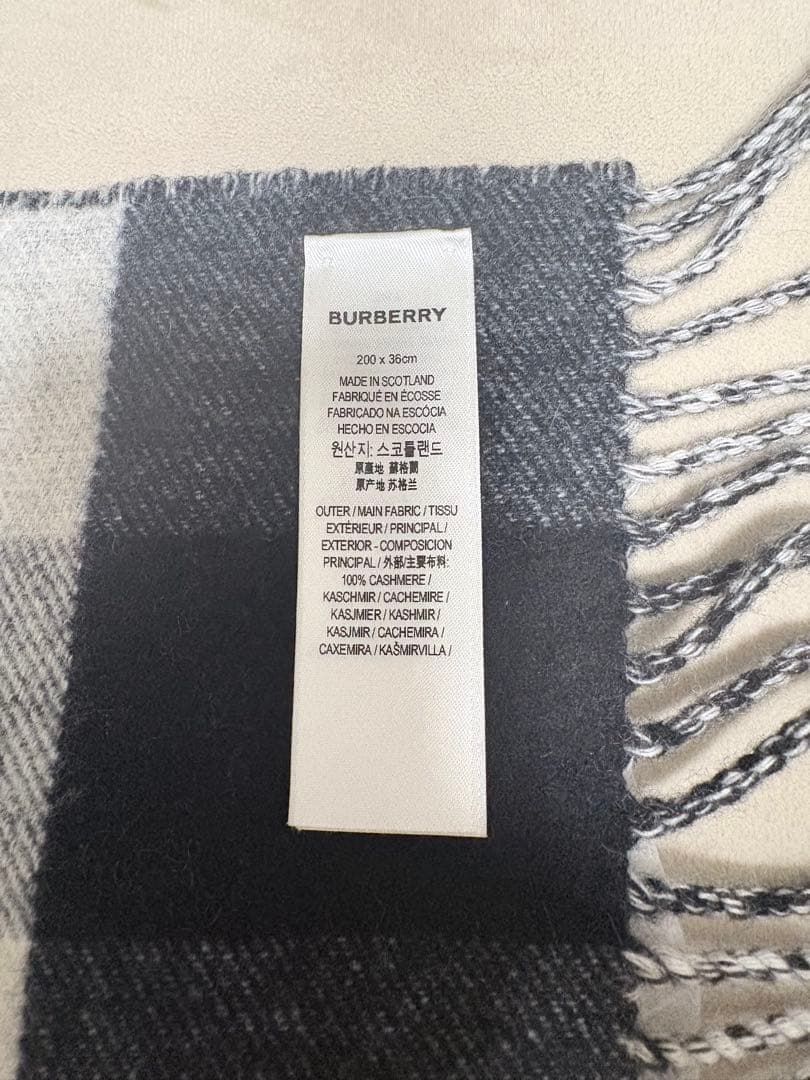 BURBERRY
200 x 36cm
MADE IN SCOTLAND
FABRIQUÉ EN ÉCOSSE
FABRICADO NA ESCÓCIA
HECHO EN ESCOCIA
원산지: 스코틀랜드
原產地 蘇格蘭
原产地 苏格兰
OUTER / MAIN FABRIC / TISSU
EXTÉRIEUR / PRINCIPAL /
EXTERIOR - COMPOSICION
PRINCIPAL / 外部/主要布料:
100% CASHMERE /
KASCHMIR / CACHEMIRE /
KASJMIER / KASHMIR /
KASJMIR / CACHEMIRA /
CAXEMIRA / KAŠMIRVILLA /